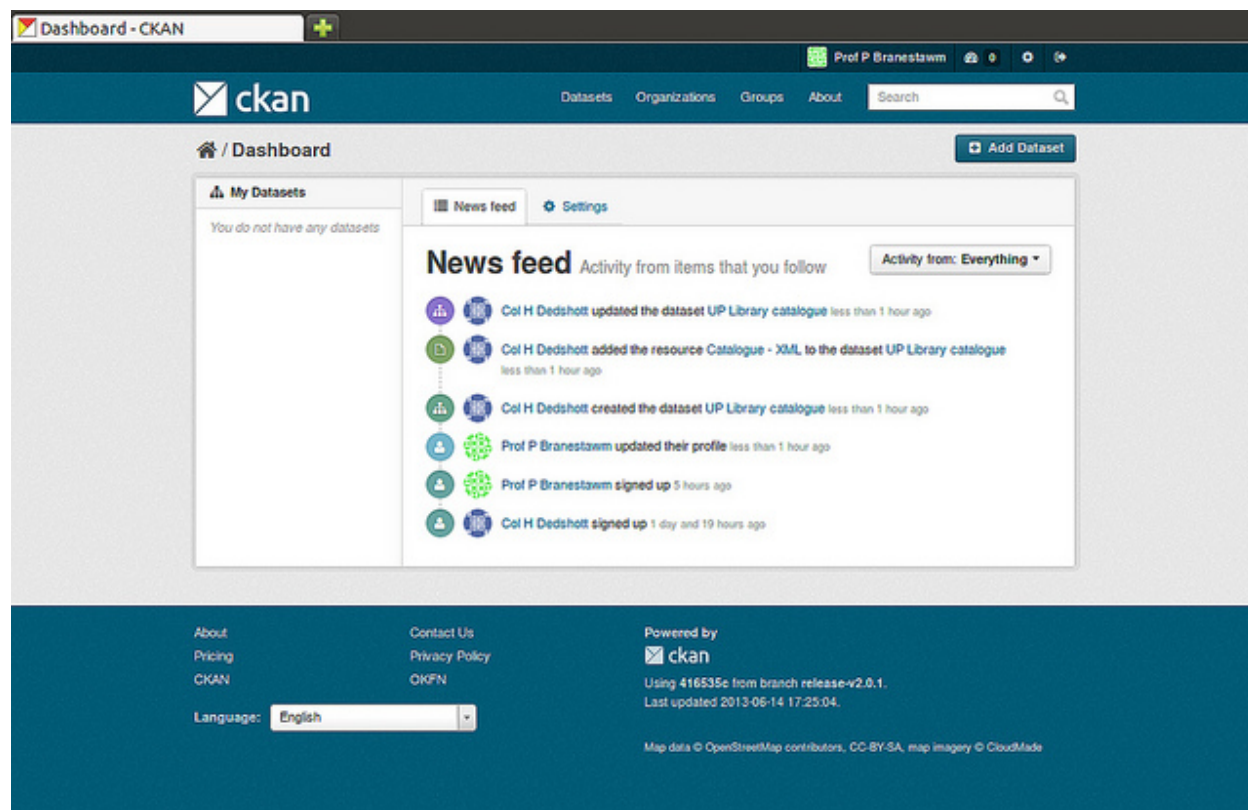 Dashboard - CKAN
Prof P Branestawm 0
ckan
Datasets Organizations Groups About Search
/ Dashboard
Add Dataset
My Datasets
You do not have any datasets
News feed Settings
News feed Activity from items that you follow
Activity from: Everything
Col H Dedshott updated the dataset UP Library catalogue less than 1 hour ago
Col H Dedshott added the resource Catalogue - XML to the dataset UP Library catalogue
less than 1 hour ago
Col H Dedshott created the dataset UP Library catalogue less than 1 hour ago
Prof P Branestawm updated their profile less than 1 hour ago
Prof P Branestawm signed up 5 hours ago
Col H Dedshott signed up 1 day and 19 hours ago
About
Pricing
CKAN
Contact Us
Privacy Policy
OKFN
Language: English
Powered by
ckan
Using 416535c from branch release-v2.0.1.
Last updated 2013-06-14 17:25:04.
Map data © OpenStreetMap contributors, CC-BY-SA, map imagery © CloudMade